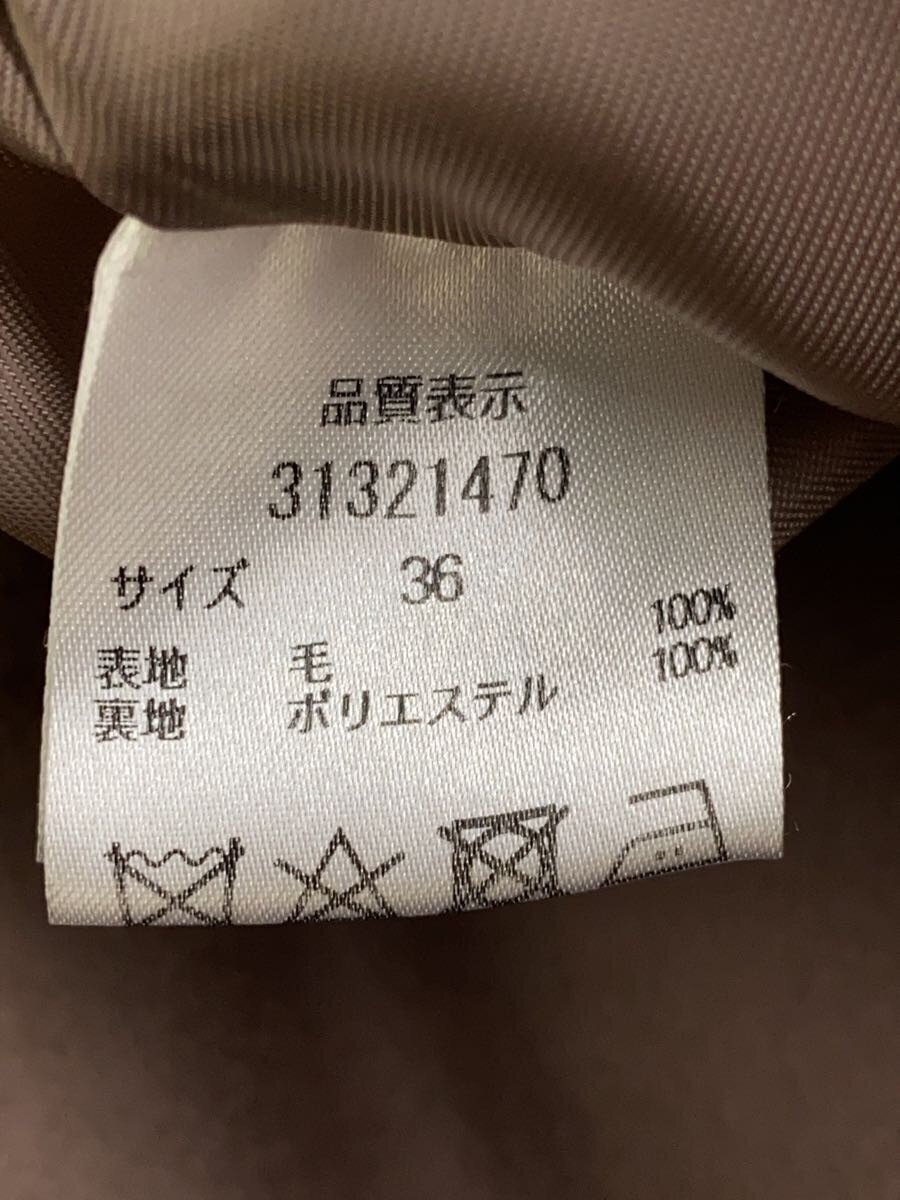 品質表示
31321470
サイズ 36
表地 毛 100%
裏地 ポリエステル 100%